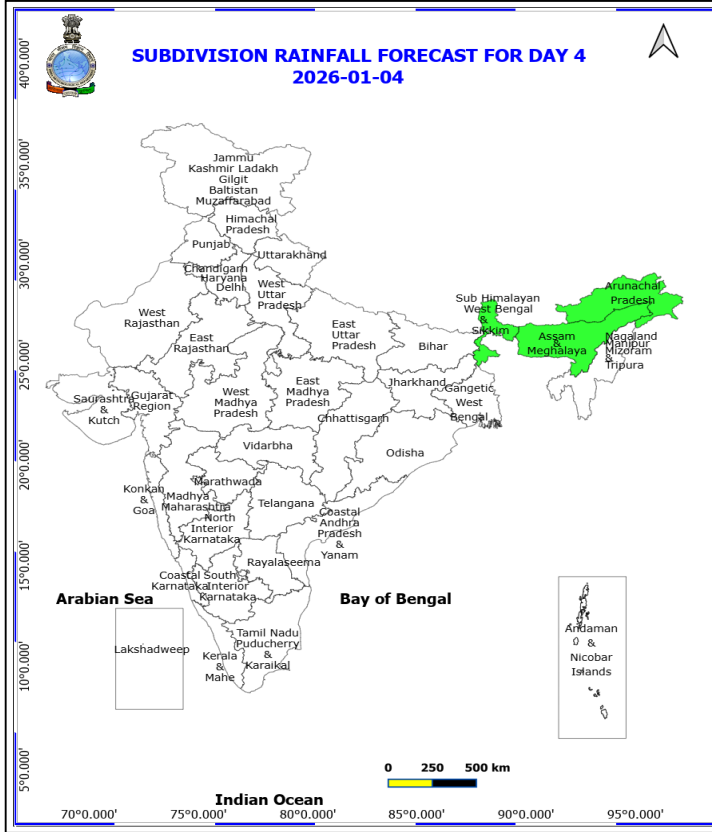 SUBDIVISION RAINFALL FORECAST FOR DAY 4
2026-01-04
Jammu
Kashmir Ladakh
Gilgit
Baltistan
Muzaffarabad
Himachal
Pradesh
Punjab
Uttarakhand
Chandigarh
Haryana
Delhi
West
Uttar
Pradesh
West
Rajasthan
East
Rajasthan
East
Uttar
Pradesh
Bihar
Sub Himalayan
West Bengal
&
Sikkim
Arunachal
Pradesh
Assam
&
Meghalaya
Nagaland
Manipur
Mizoram
&
Tripura
Saurashtra
&
Kutch
Gujarat
Region
West
Madhya
Pradesh
East
Madhya
Pradesh
Jharkhand
Gangetic
West
Bengal
Chhattisgarh
Odisha
Vidarbha
Konkan
&
Goa
Madhya
Maharashtra
Marathwada
Telangana
North
Interior
Karnataka
Coastal
Andhra
Pradesh
&
Yanam
Rayalaseema
Coastal
Karnataka
South
Interior
Karnataka
Arabian Sea
Bay of Bengal
Lakshadweep
Kerala
&
Mahe
Tamil Nadu
Puducherry
&
Karaikal
Andaman
&
Nicobar
Islands
0 250 500 km
Indian Ocean
40°0.000'
35°0.000'
30°0.000'
25°0.000'
20°0.000'
15°0.000'
10°0.000'
5°0.000'
70°0.000' 75°0.000' 80°0.000' 85°0.000' 90°0.000' 95°0.000'